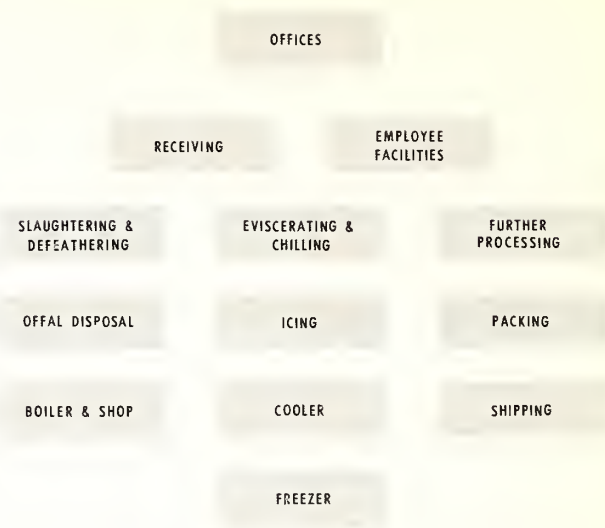 OFFICES
RECEIVING
EMPLOYEE
FACILITIES
SLAUGHTERING &
DEFEATHERING
EVISCERATING &
CHILLING
FURTHER
PROCESSING
OFFAL DISPOSAL
ICING
PACKING
BOILER & SHOP
COOLER
SHIPPING
FREEZER